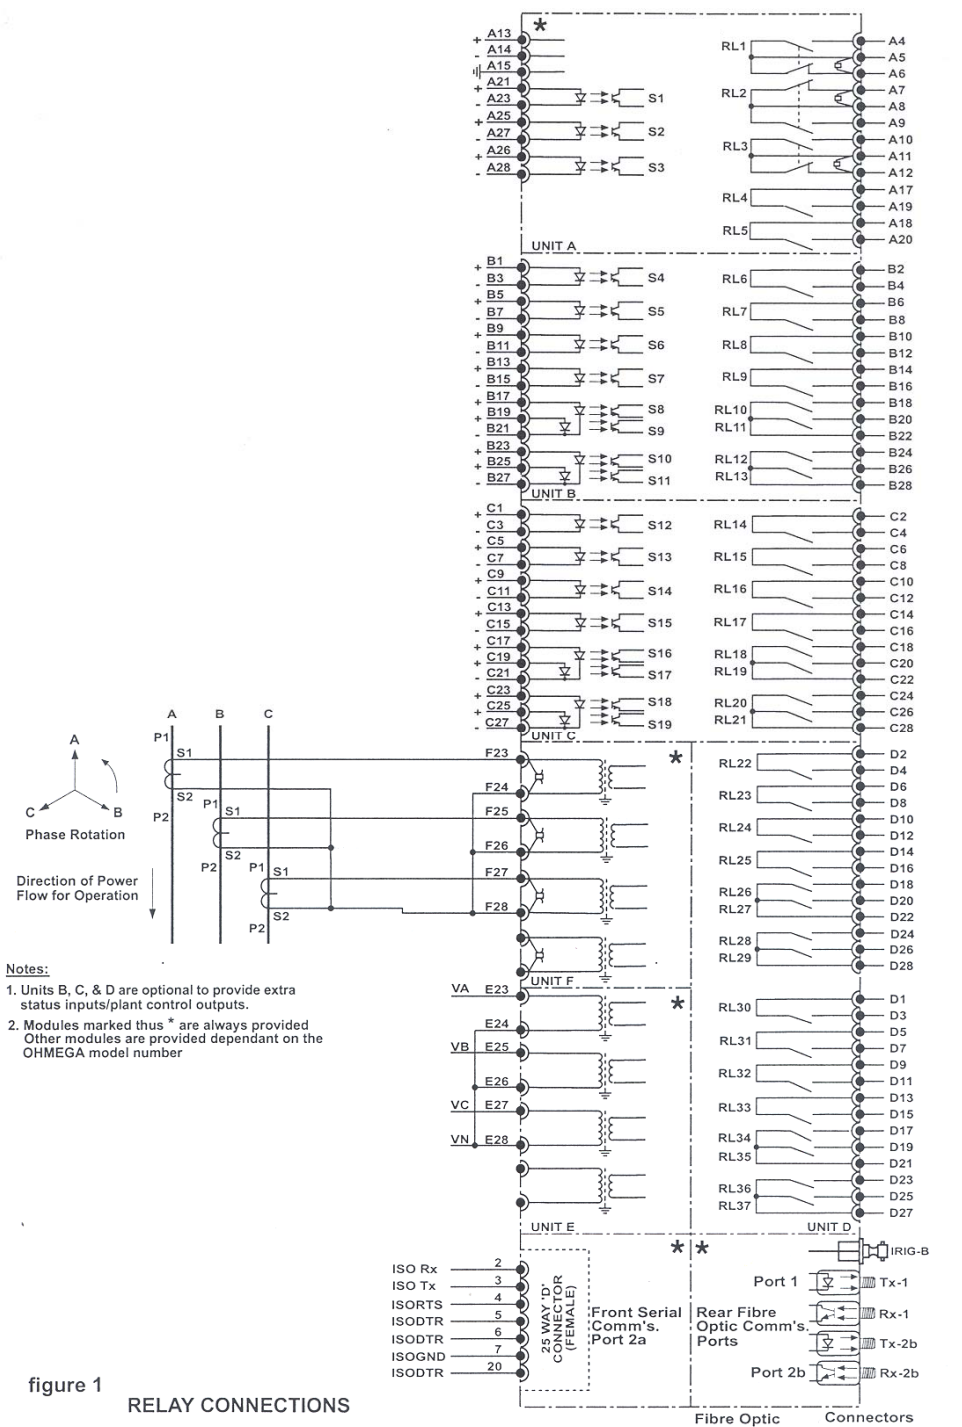 *
+ A13
- A14
A15
+ A21
- A23
+ A25
- A27
+ A26
- A28
S1
S2
S3
RL1
RL2
RL3
RL4
RL5
A4
A5
A6
A7
A8
A9
A10
A11
A12
A17
A19
A18
A20
UNIT A
+ B1
- B3
+ B5
- B7
+ B9
- B11
+ B13
- B15
+ B17
+ B19
- B21
+ B23
+ B25
- B27
S4
S5
S6
S7
S8
S9
S10
S11
RL6
RL7
RL8
RL9
RL10
RL11
RL12
RL13
B2
B4
B6
B8
B10
B12
B14
B16
B18
B20
B22
B24
B26
B28
UNIT B
+ C1
- C3
+ C5
- C7
+ C9
- C11
+ C13
- C15
+ C17
+ C19
- C21
+ C23
+ C25
- C27
S12
S13
S14
S15
S16
S17
S18
S19
RL14
RL15
RL16
RL17
RL18
RL19
RL20
RL21
C2
C4
C6
C8
C10
C12
C14
C16
C18
C20
C22
C24
C26
C28
UNIT C
A
C B
Phase Rotation
Direction of Power
Flow for Operation
A B C
P1
S1
S2
P2
P1
S1
S2
P2
P1
S1
S2
P2
F23
F24
F25
F26
F27
F28
*
UNIT F
RL22
RL23
RL24
RL25
RL26
RL27
RL28
RL29
D2
D4
D6
D8
D10
D12
D14
D16
D18
D20
D22
D24
D26
D28
Notes:
1. Units B, C, & D are optional to provide extra
status inputs/plant control outputs.
2. Modules marked thus * are always provided
Other modules are provided dependant on the
OHMEGA model number
VA E23
E24
VB E25
E26
VC E27
VN E28
*
UNIT E
RL30
RL31
RL32
RL33
RL34
RL35
RL36
RL37
D1
D3
D5
D7
D9
D11
D13
D15
D17
D19
D21
D23
D25
D27
UNIT D
ISO Rx 2
ISO Tx 3
ISORTS 4
ISODTR 5
ISODTR 6
ISOGND 7
ISODTR 20
25 WAY 'D'
CONNECTOR
(FEMALE)
*
Front Serial
Comm's.
Port 2a
*
IRIG-B
Port 1
Tx-1
Rear Fibre
Optic Comm's.
Ports
Rx-1
Tx-2b
Port 2b
Rx-2b
Fibre Optic Connectors
figure 1
RELAY CONNECTIONS